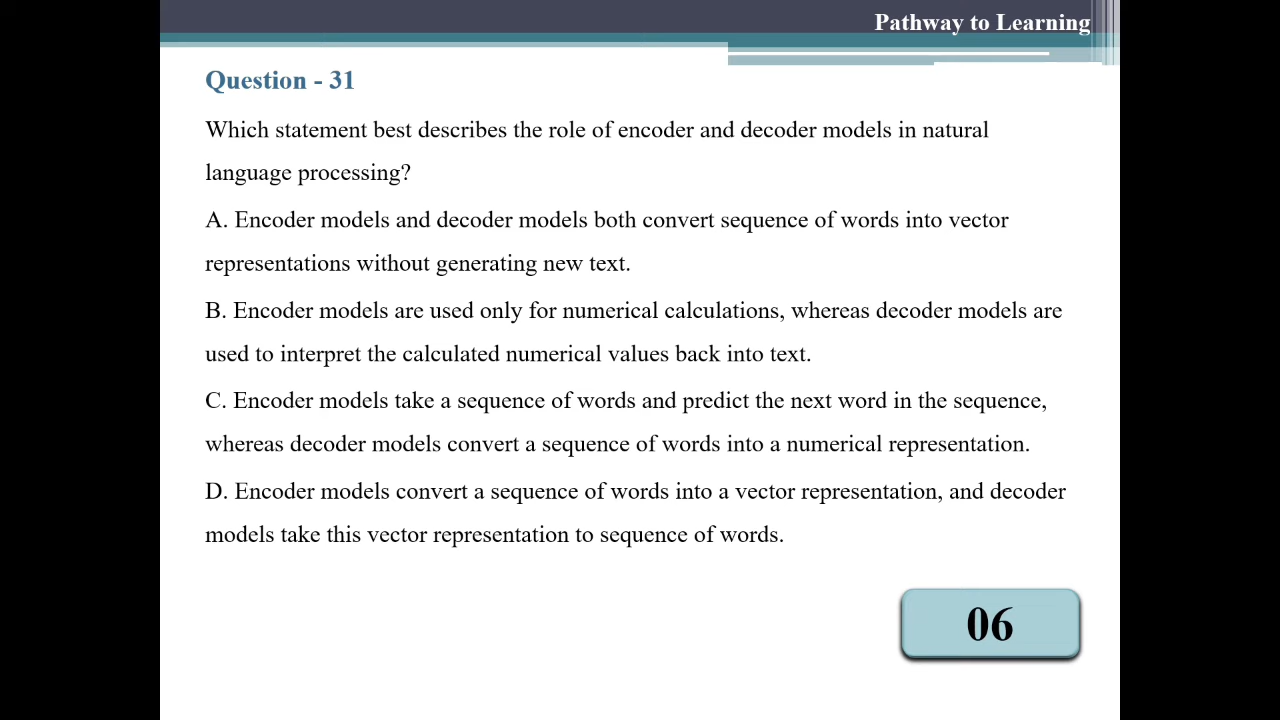 Pathway to Learning
Question - 31
Which statement best describes the role of encoder and decoder models in natural
language processing?
A. Encoder models and decoder models both convert sequence of words into vector
representations without generating new text.
B. Encoder models are used only for numerical calculations, whereas decoder models are
used to interpret the calculated numerical values back into text.
C. Encoder models take a sequence of words and predict the next word in the sequence,
whereas decoder models convert a sequence of words into a numerical representation.
D. Encoder models convert a sequence of words into a vector representation, and decoder
models take this vector representation to sequence of words.
06